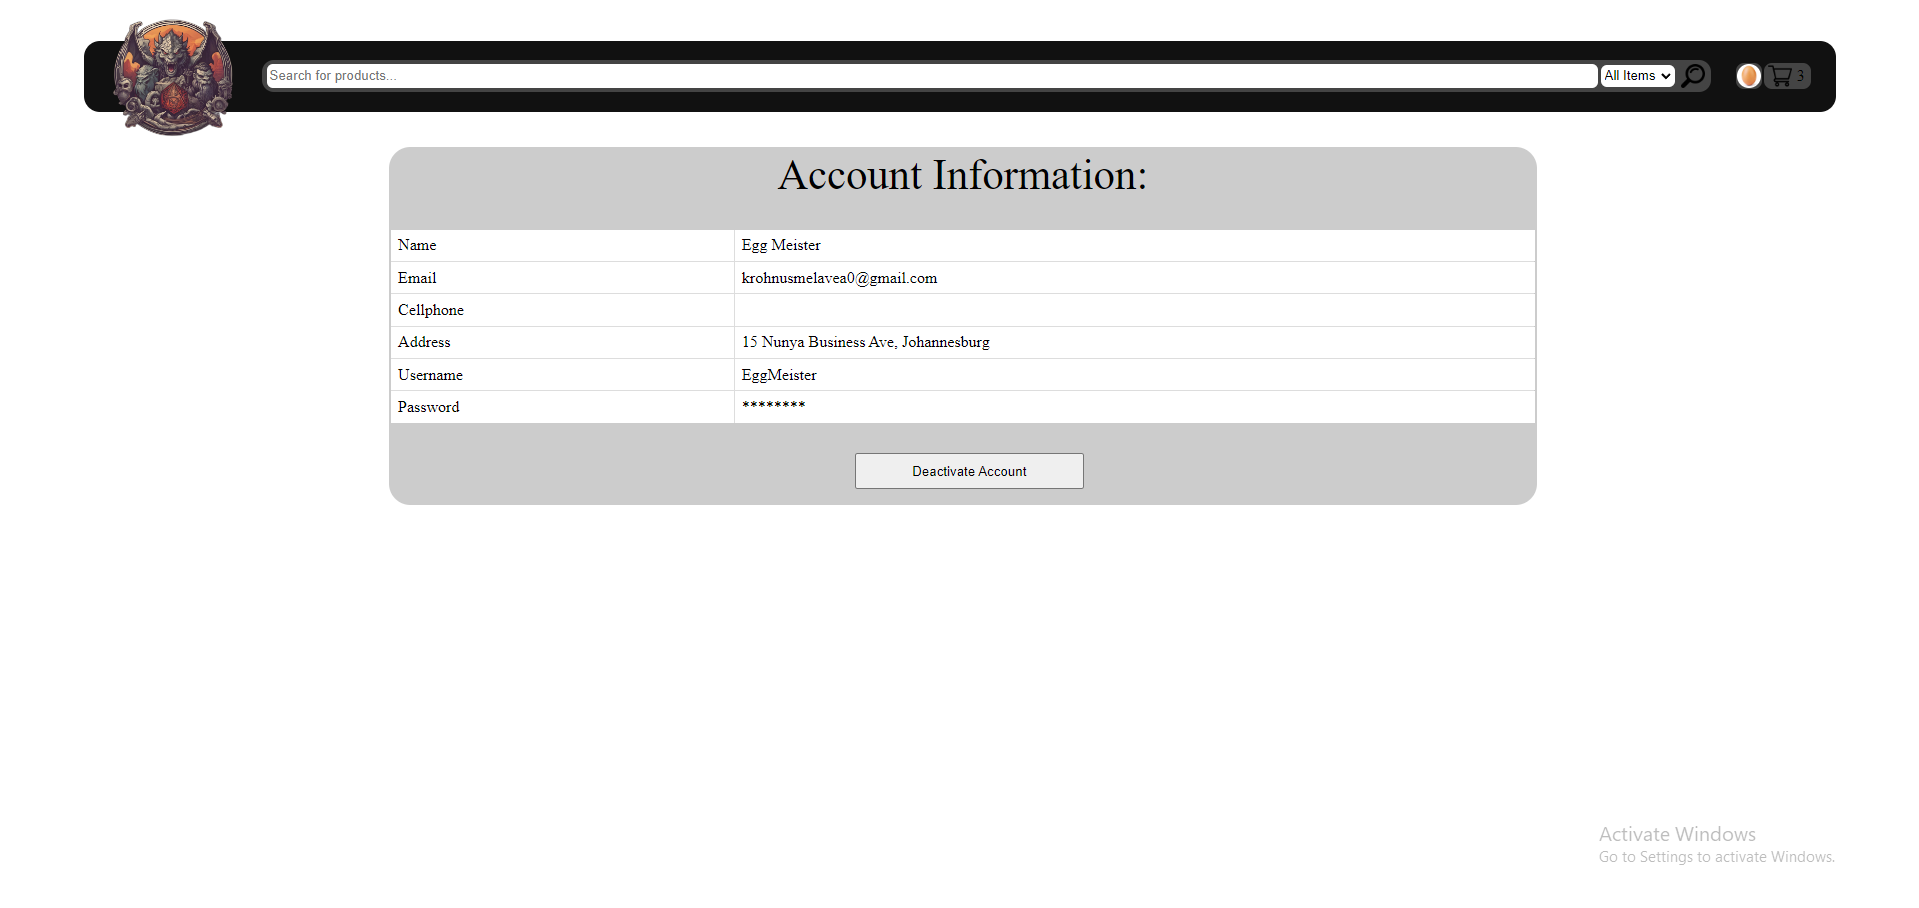 Search for products...
All Items
3
Account Information:
Name Egg Meister
Email krohnusmelavea0@gmail.com
Cellphone
Address 15 Nunya Business Ave, Johannesburg
Username EggMeister
Password ********
Deactivate Account
Activate Windows
Go to Settings to activate Windows.